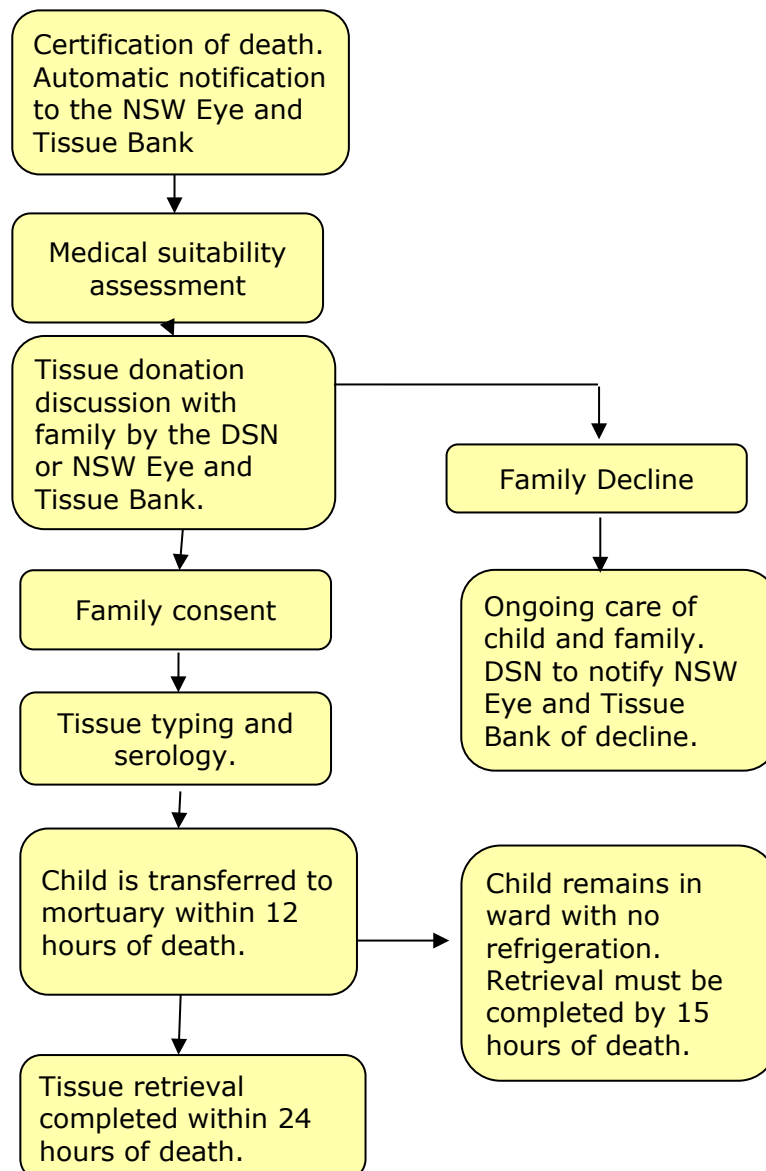 Certification of death.
Automatic notification
to the NSW Eye and
Tissue Bank
Medical suitability
assessment
Tissue donation
discussion with
family by the DSN
or NSW Eye and
Tissue Bank.
Family Decline
Family consent
Ongoing care of
child and family.
DSN to notify NSW
Eye and Tissue
Bank of decline.
Tissue typing and
serology.
Child is transferred to
mortuary within 12
hours of death.
Child remains in
ward with no
refrigeration.
Retrieval must be
completed by 15
hours of death.
Tissue retrieval
completed within 24
hours of death.